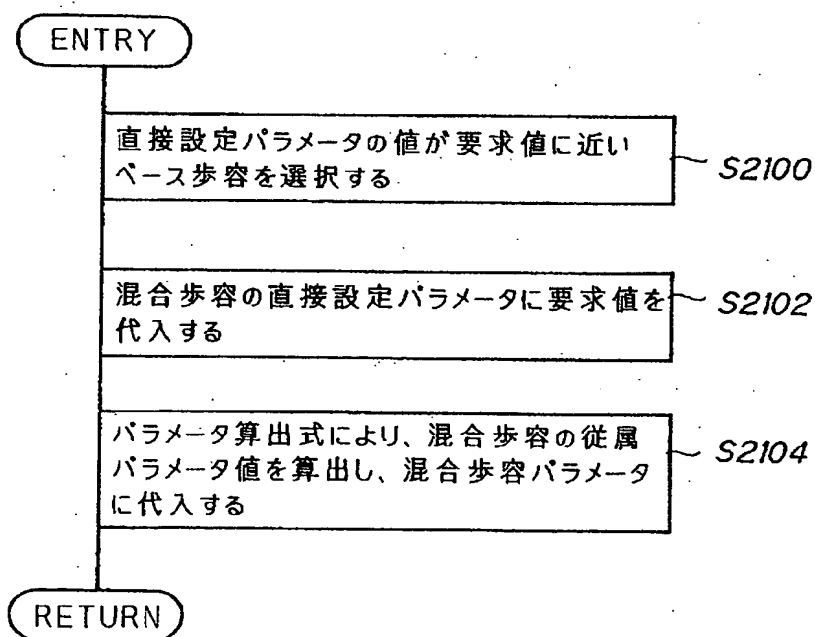 ENTRY
直接設定パラメータの値が要求値に近い
ベース歩容を選択する
S2100
混合歩容の直接設定パラメータに要求値を
代入する
S2102
パラメータ算出式により、混合歩容の従属
パラメータ値を算出し、混合歩容パラメータ
に代入する
S2104
RETURN